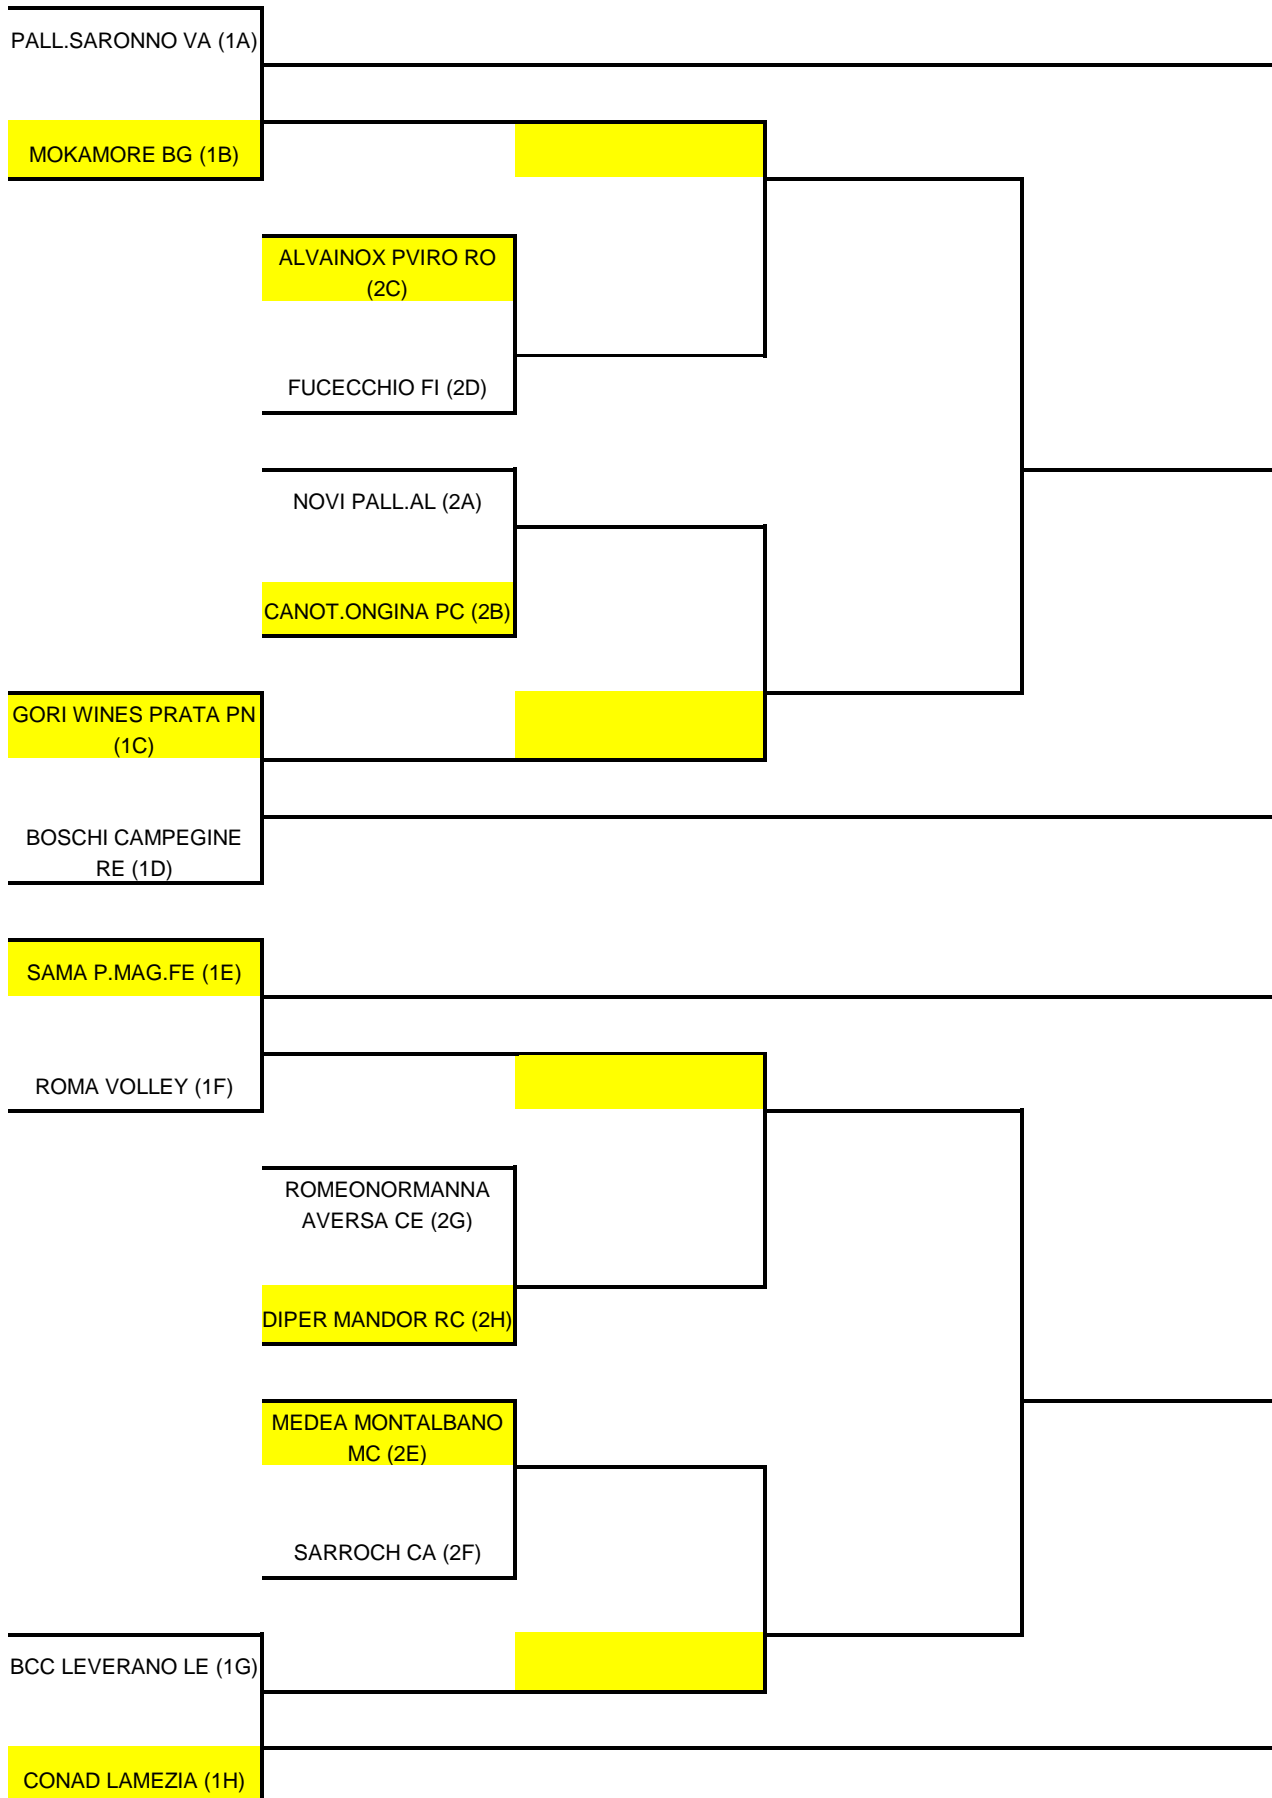 PALL.SARONNO VA (1A)
MOKAMORE BG (1B)
ALVAINOX PVIRO RO
(2C)
FUCECCHIO FI (2D)
NOVI PALL.AL (2A)
CANOT.ONGINA PC (2B)
GORI WINES PRATA PN
(1C)
BOSCHI CAMPEGINE
RE (1D)
SAMA P.MAG.FE (1E)
ROMA VOLLEY (1F)
ROMEONORMANNA
AVERSA CE (2G)
DIPER MANDOR RC (2H)
MEDEA MONTALBANO
MC (2E)
SARROCH CA (2F)
BCC LEVERANO LE (1G)
CONAD LAMEZIA (1H)